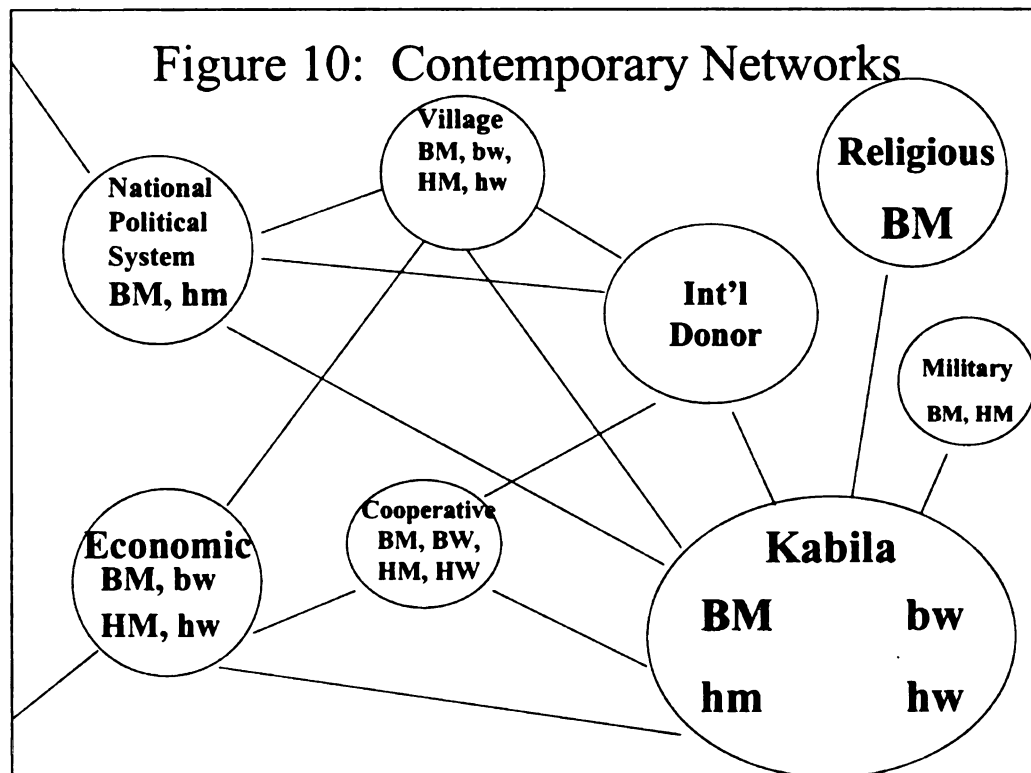 Figure 10: Contemporary Networks
Village
BM, bw,
HM, hw
Religious
BM
National
Political
System
BM, hm
Int'l
Donor
Military
BM, HM
Economic
BM, bw
HM, hw
Cooperative
BM, BW,
HM, HW
Kabila
BM bw
hm hw